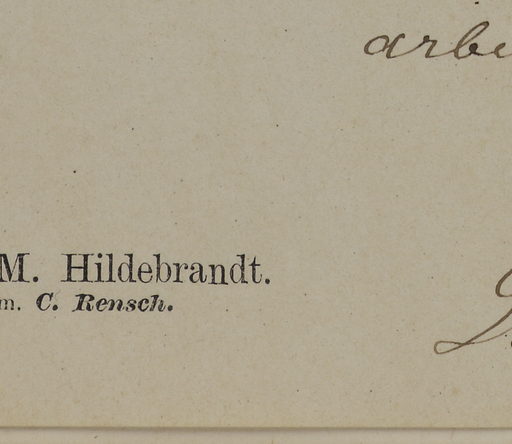 arbe
M. Hildebrandt.
m. C. Rensch.